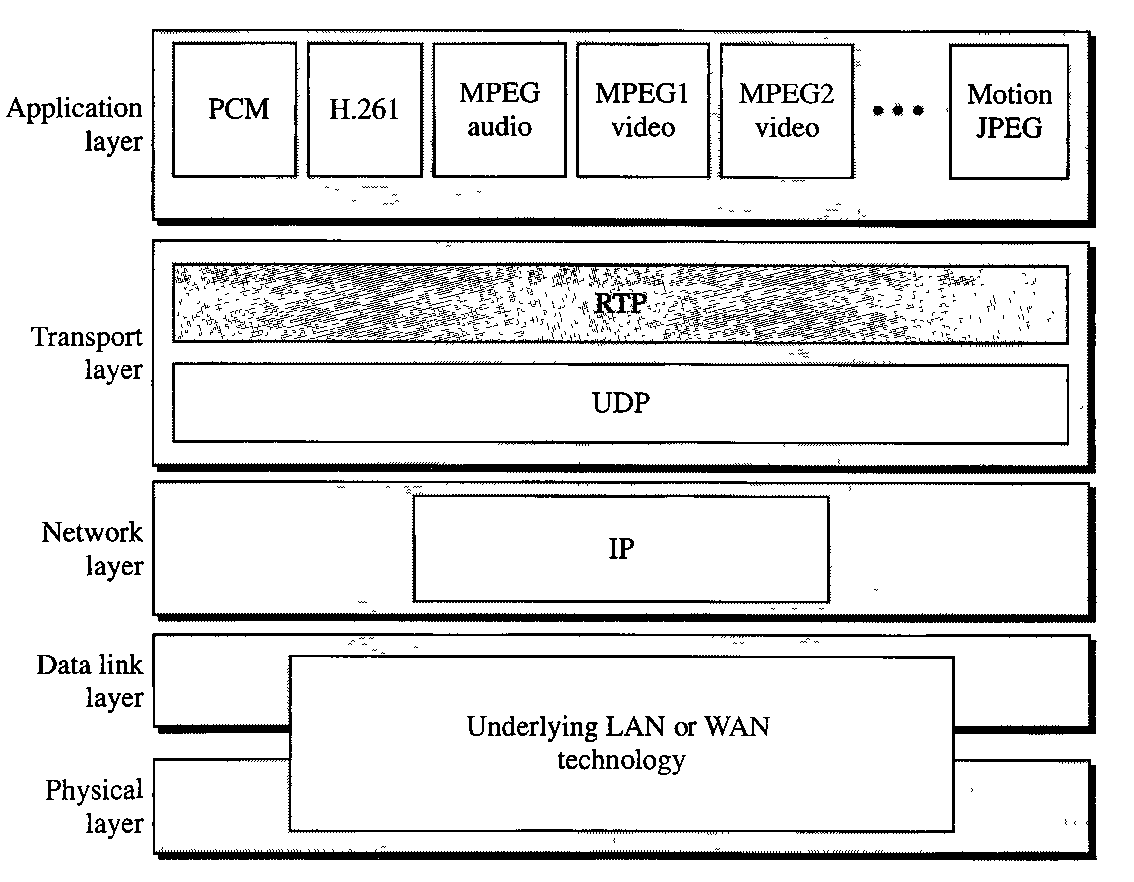 Application
layer
PCM
H.261
MPEG
audio
MPEG1
video
MPEG2
video
•••
Motion
JPEG
Transport
layer
RTP
UDP
Network
layer
IP
Data link
layer
Underlying LAN or WAN
technology
Physical
layer